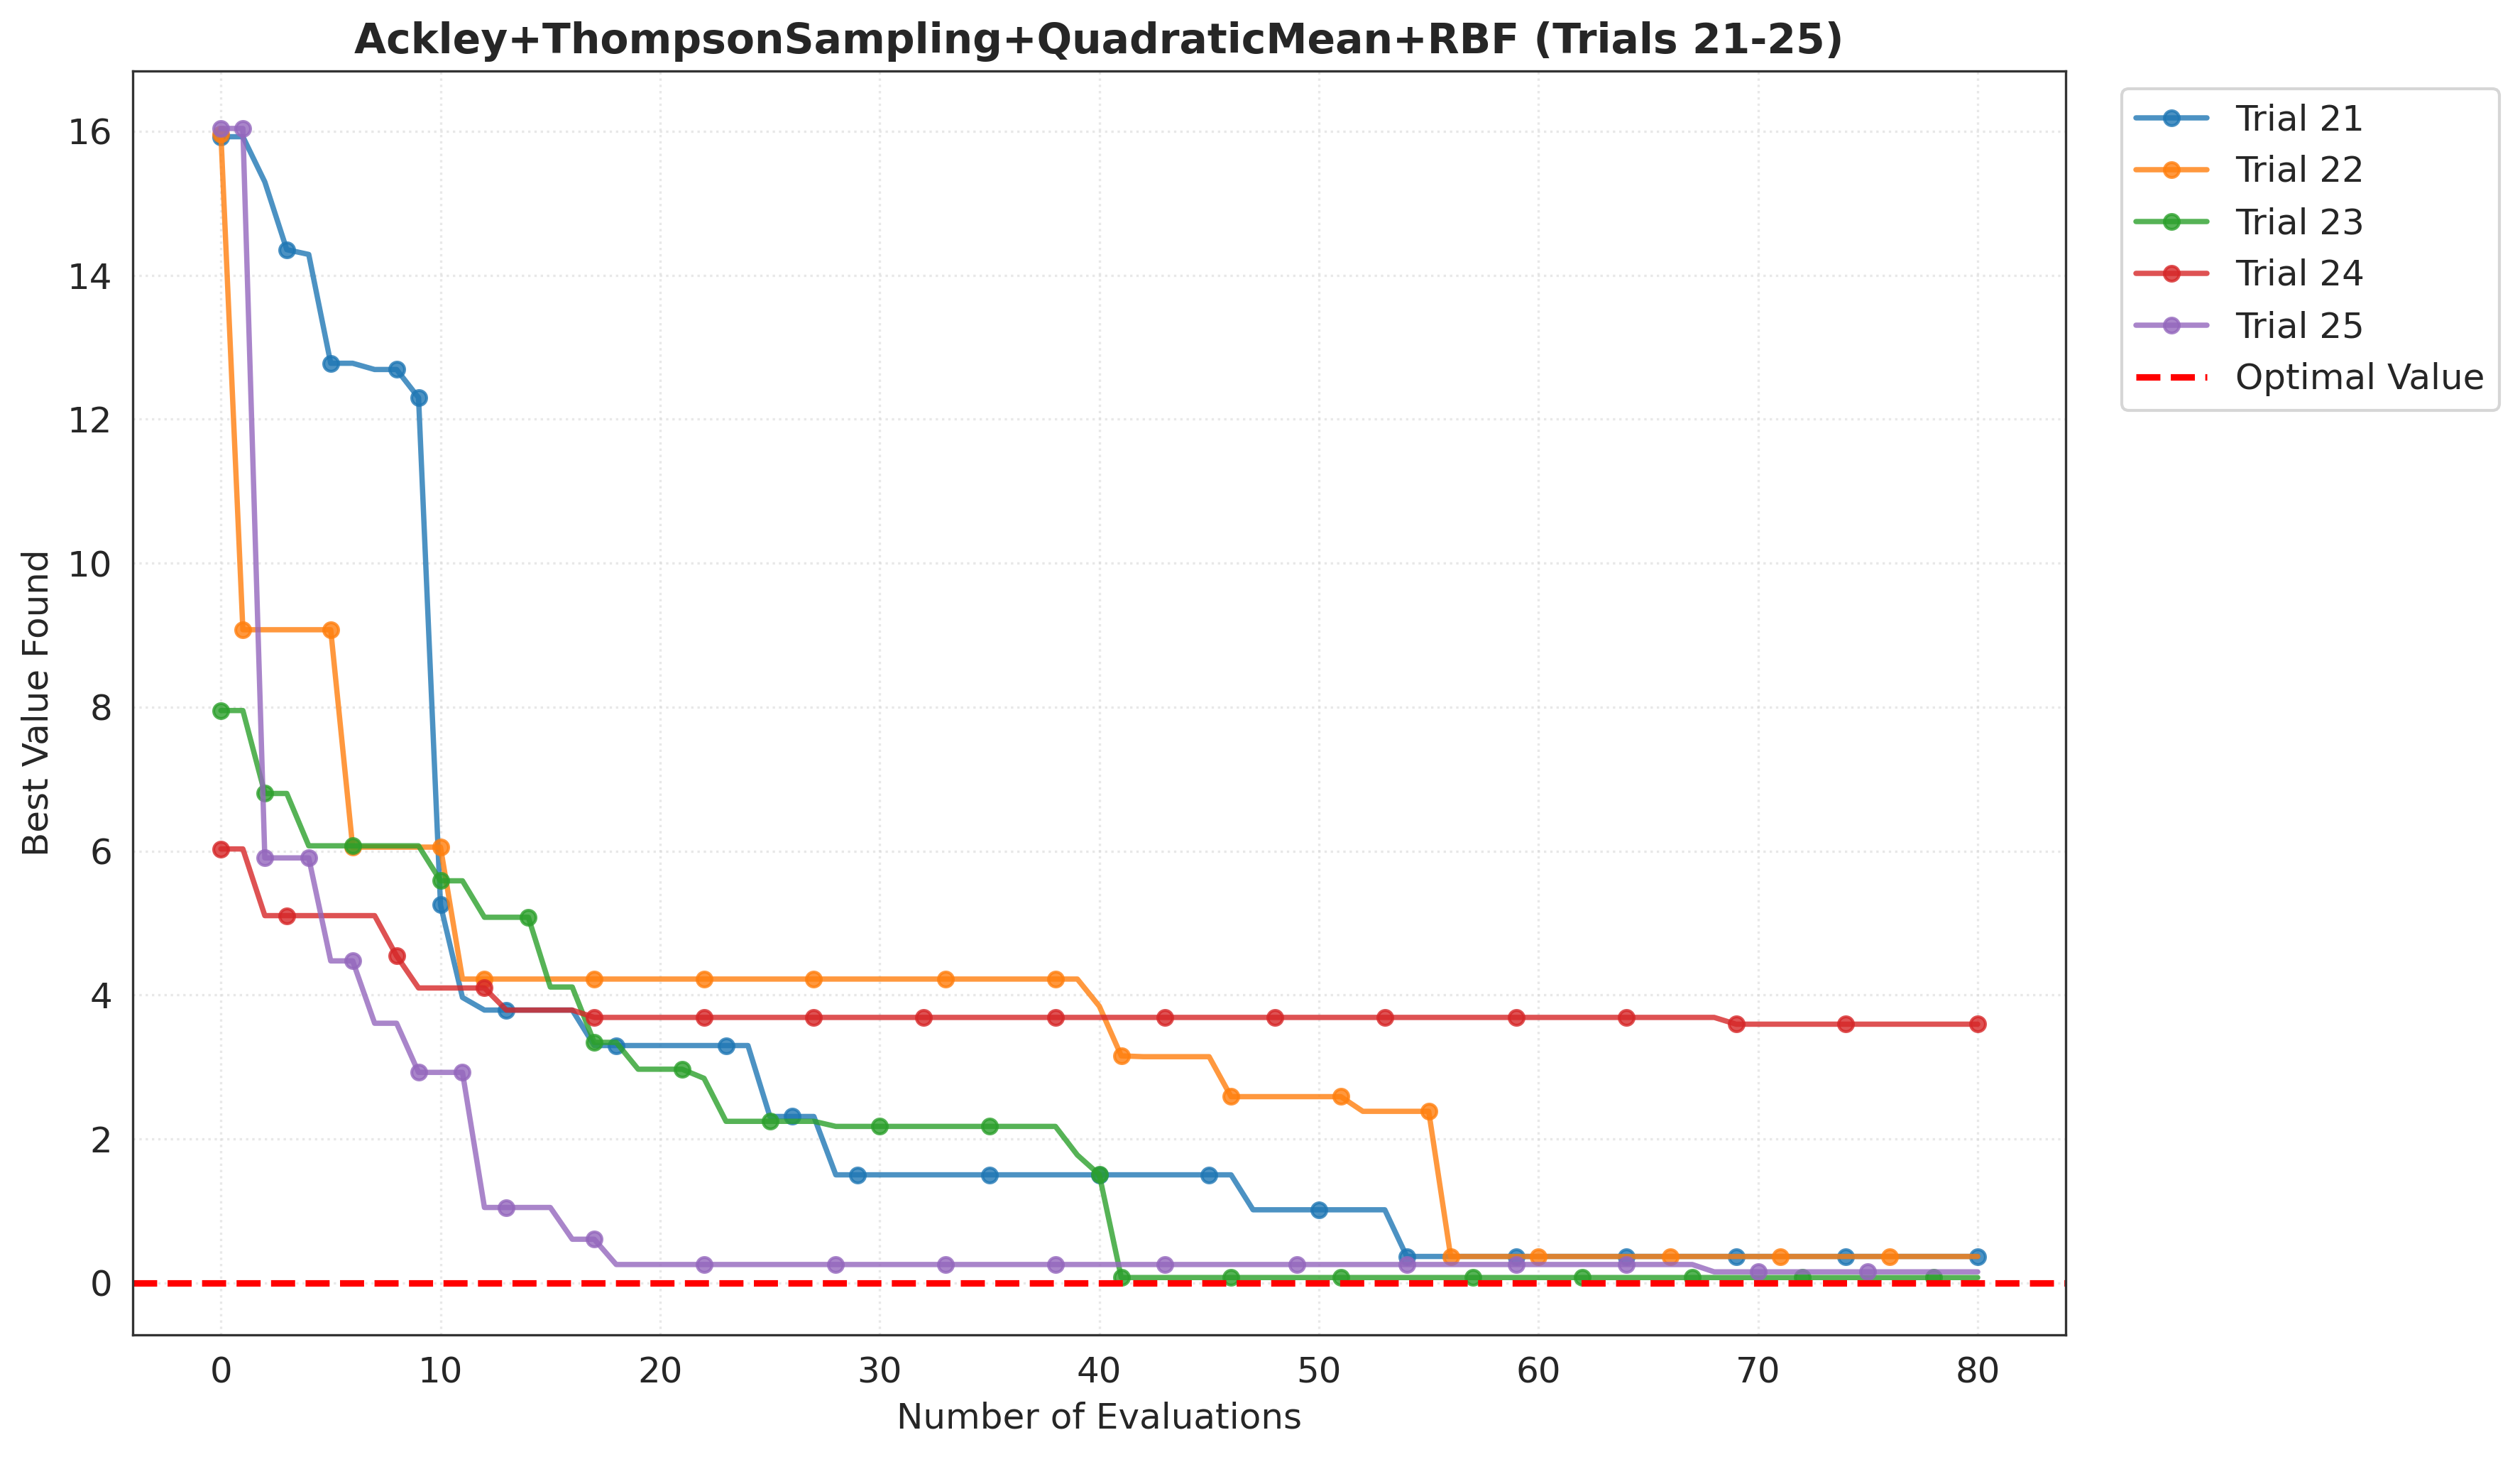 Ackley+ThompsonSampling+QuadraticMean+RBF (Trials 21-25)
Best Value Found
16
14
12
10
8
6
4
2
0
0 10 20 30 40 50 60 70 80
Number of Evaluations
Trial 21
Trial 22
Trial 23
Trial 24
Trial 25
Optimal Value